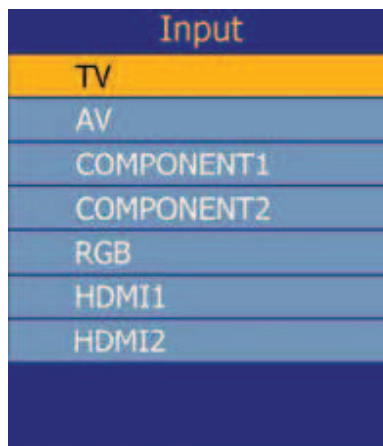 Input
TV
AV
COMPONENT1
COMPONENT2
RGB
HDMI1
HDMI2